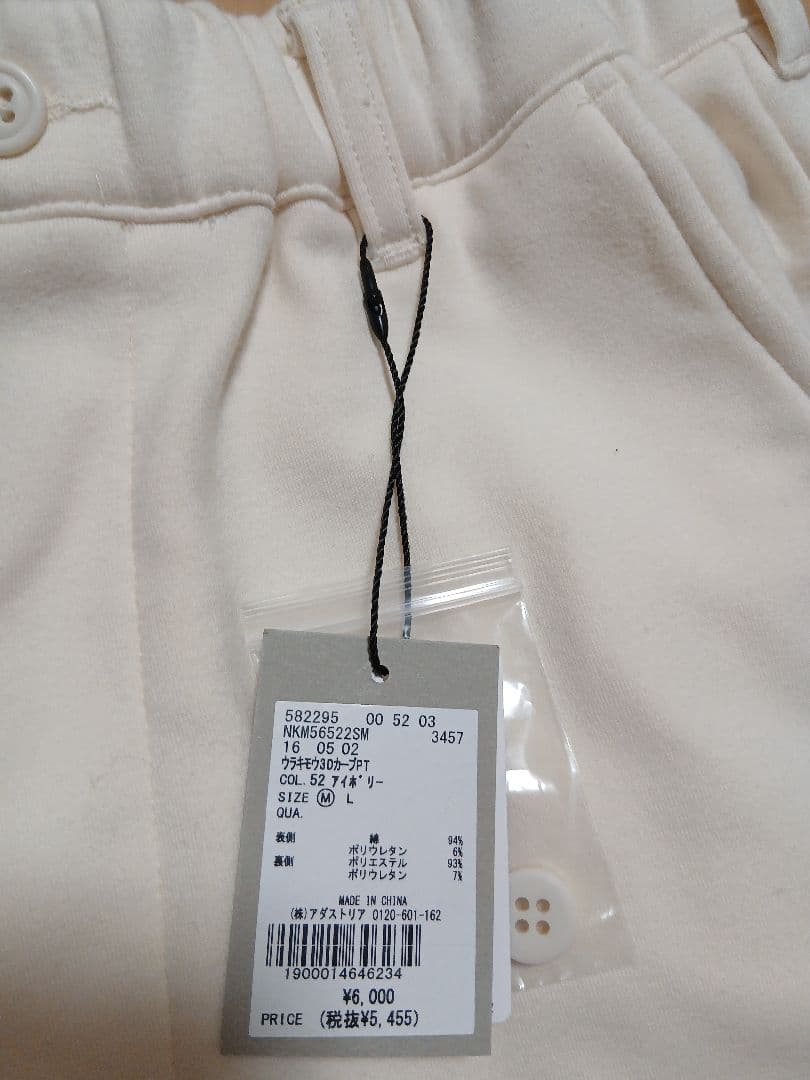 582295 00 52 03
NKM56522SM 3457
16 05 02
ウラキモウ3DカーブPT
COL.52 アイボリー
SIZE Ⓜ L
QUA.
表側 綿 94%
ポリウレタン 6%
裏側 ポリエステル 93%
ポリウレタン 7%
MADE IN CHINA
(株)アダストリア 0120-601-162
1900014646234
¥6,000
PRICE (税抜¥5,455)